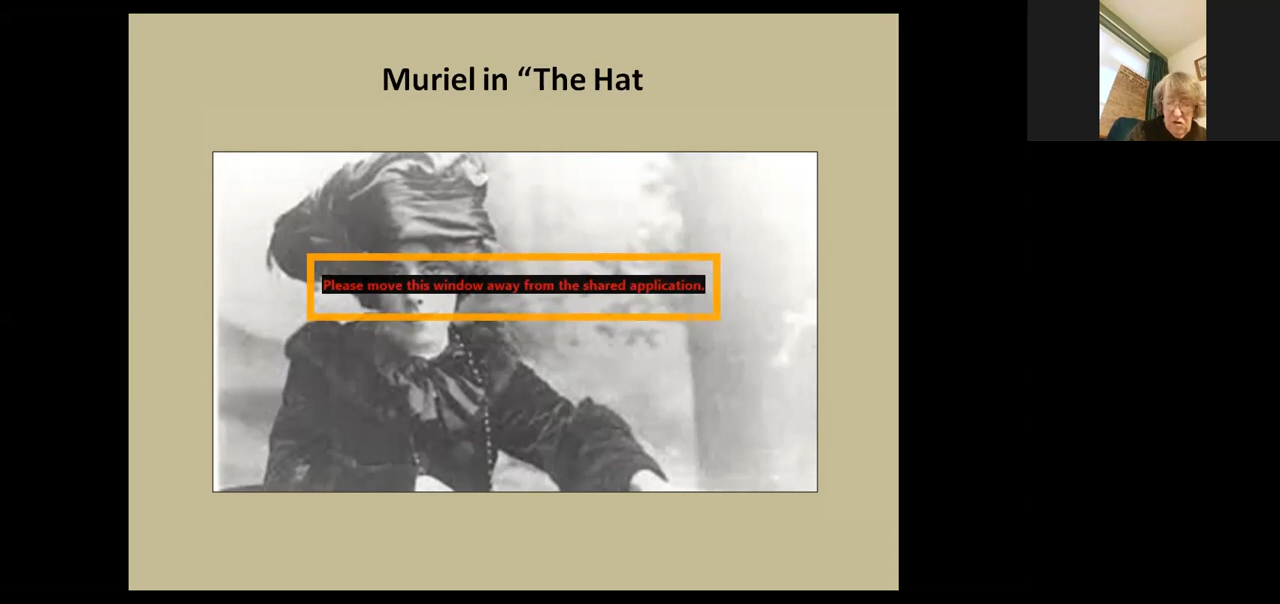 Muriel in “The Hat
Please move this window away from the shared application.